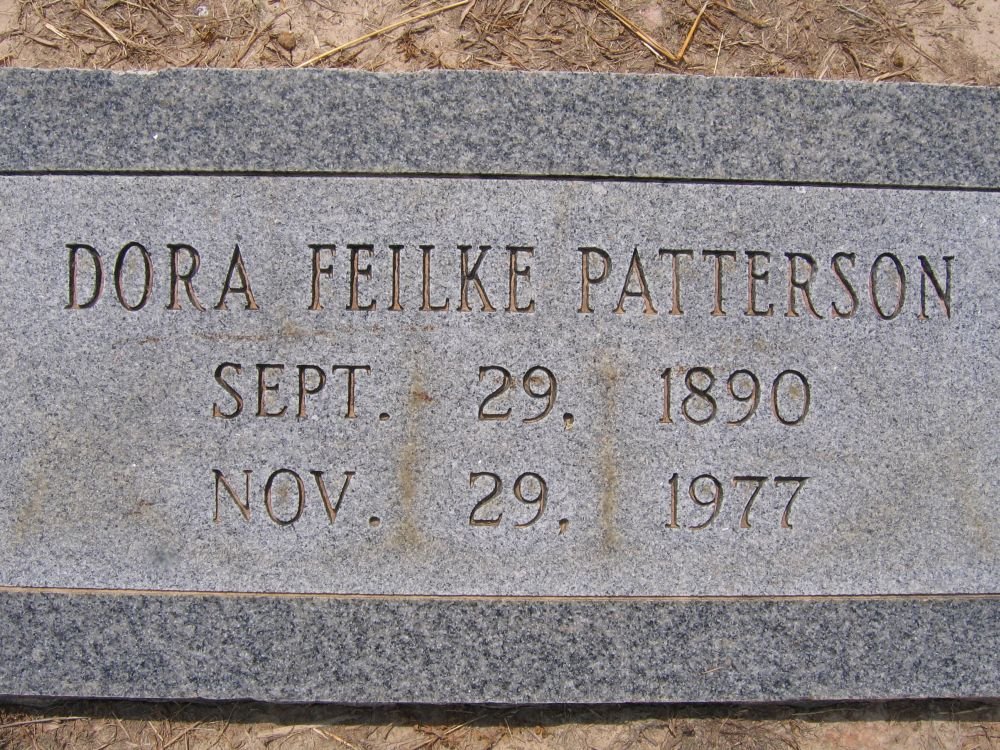 DORA FEILKE PATTERSON
SEPT. 29, 1890
NOV. 29, 1977